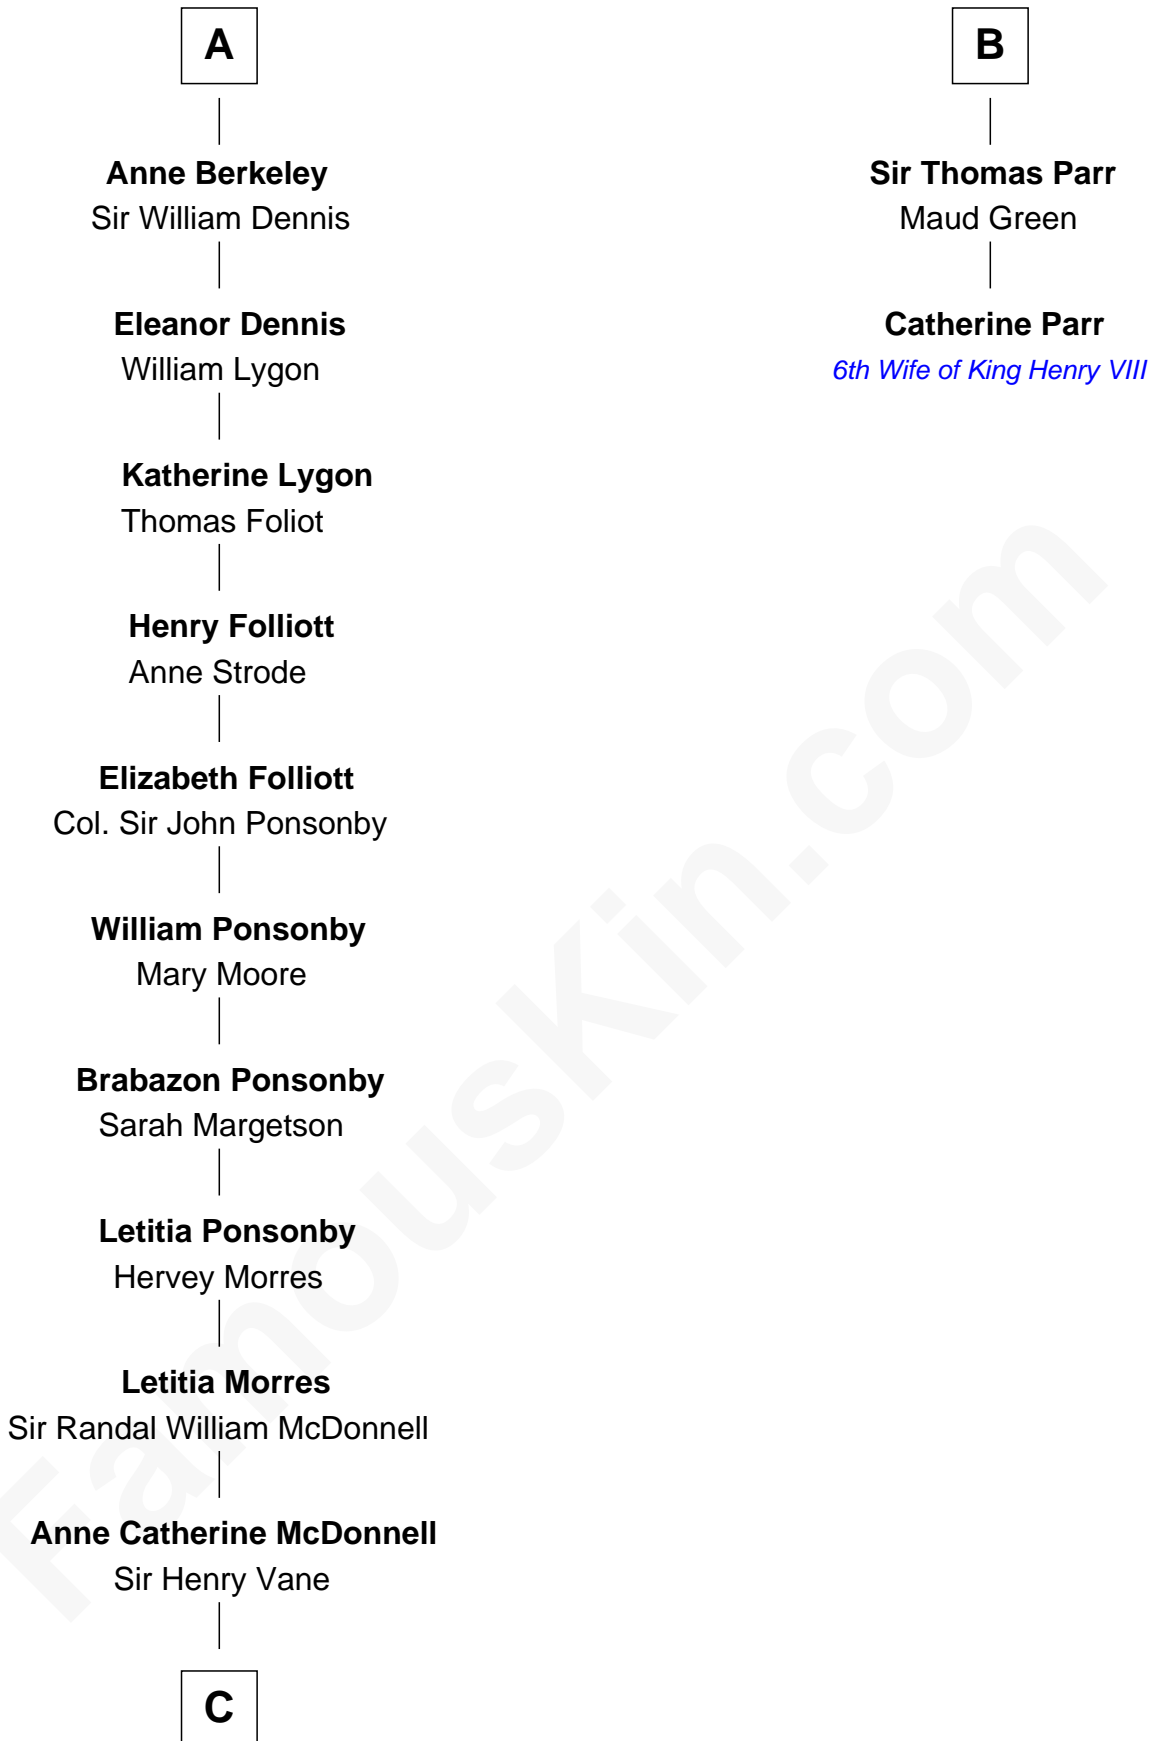 A
Anne Berkeley
Sir William Dennis
Eleanor Dennis
William Lygon
Katherine Lygon
Thomas Foliot
Henry Folliott
Anne Strode
Elizabeth Folliott
Col. Sir John Ponsonby
William Ponsonby
Mary Moore
Brabazon Ponsonby
Sarah Margetson
Letitia Ponsonby
Hervey Morres
Letitia Morres
Sir Randal William McDonnell
Anne Catherine McDonnell
Sir Henry Vane
C
B
Sir Thomas Parr
Maud Green
Catherine Parr
6th Wife of King Henry VIII
FamousKin.com